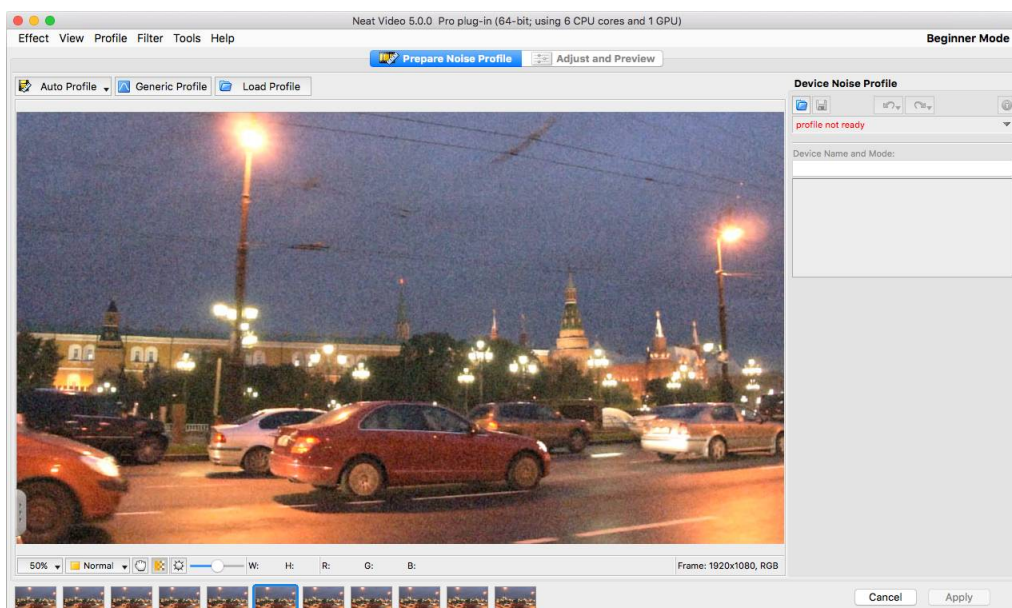 Neat Video 5.0.0 Pro plug-in (64-bit; using 6 CPU cores and 1 GPU)
Effect View Profile Filter Tools Help
Beginner Mode
Prepare Noise Profile
Adjust and Preview
Auto Profile
Generic Profile
Load Profile
Device Noise Profile
profile not ready
Device Name and Mode:
50% Normal W: H: R: G: B: Frame: 1920x1080, RGB
Cancel Apply